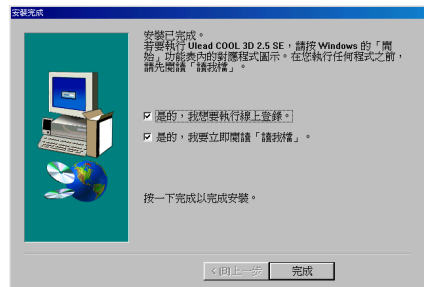 安裝完成
安裝已完成。
若要執行 Ulead COOL 3D 2.5 SE，請按 Windows 的「開
始」功能表內的對應程式圖示。在您執行任何程式之前，
請先閱讀「讀我檔」。
是的，我想要執行線上登錄。
是的，我要立即閱讀「讀我檔」。
按一下完成以完成安裝。
<回上一步 完成